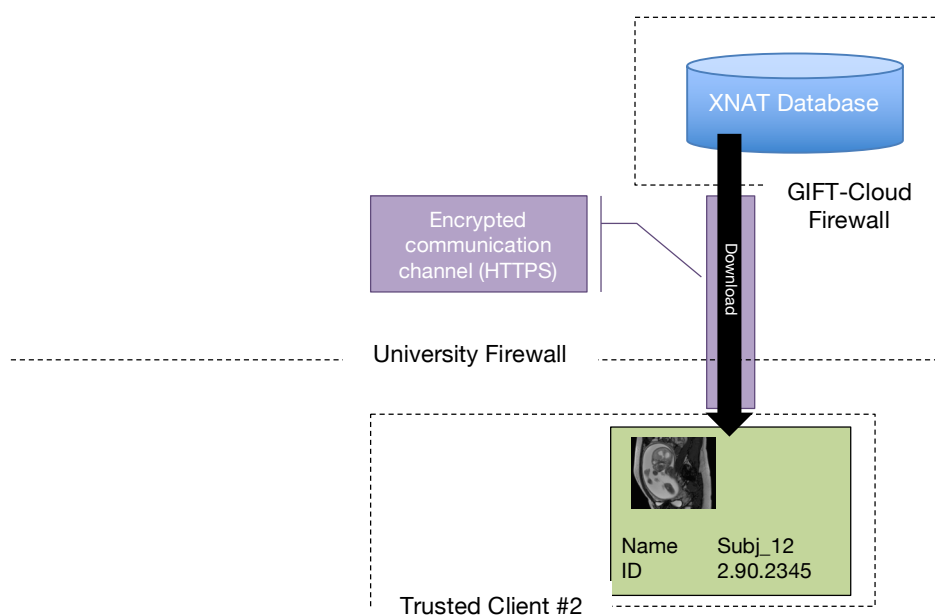 XNAT Database
GIFT-Cloud
Firewall
Encrypted
communication
channel (HTTPS)
Download
University Firewall
Name Subj_12
ID 2.90.2345
Trusted Client #2